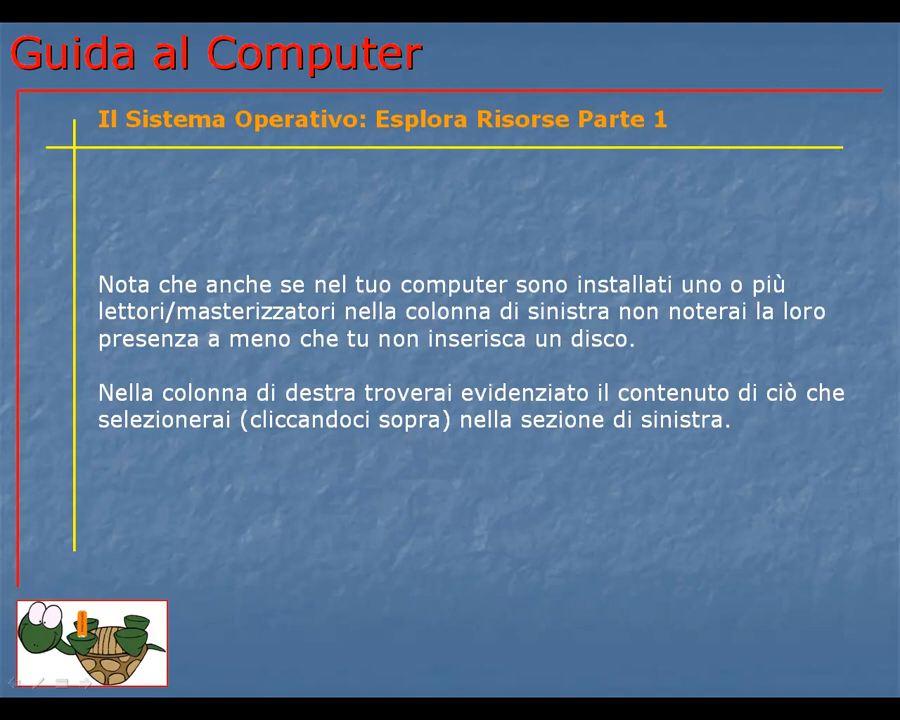 Guida al Computer
Il Sistema Operativo: Esplora Risorse Parte 1
Nota che anche se nel tuo computer sono installati uno o più
lettori/masterizzatori nella colonna di sinistra non noterai la loro
presenza a meno che tu non inserisca un disco.
Nella colonna di destra troverai evidenziato il contenuto di ciò che
selezionerai (cliccandoci sopra) nella sezione di sinistra.